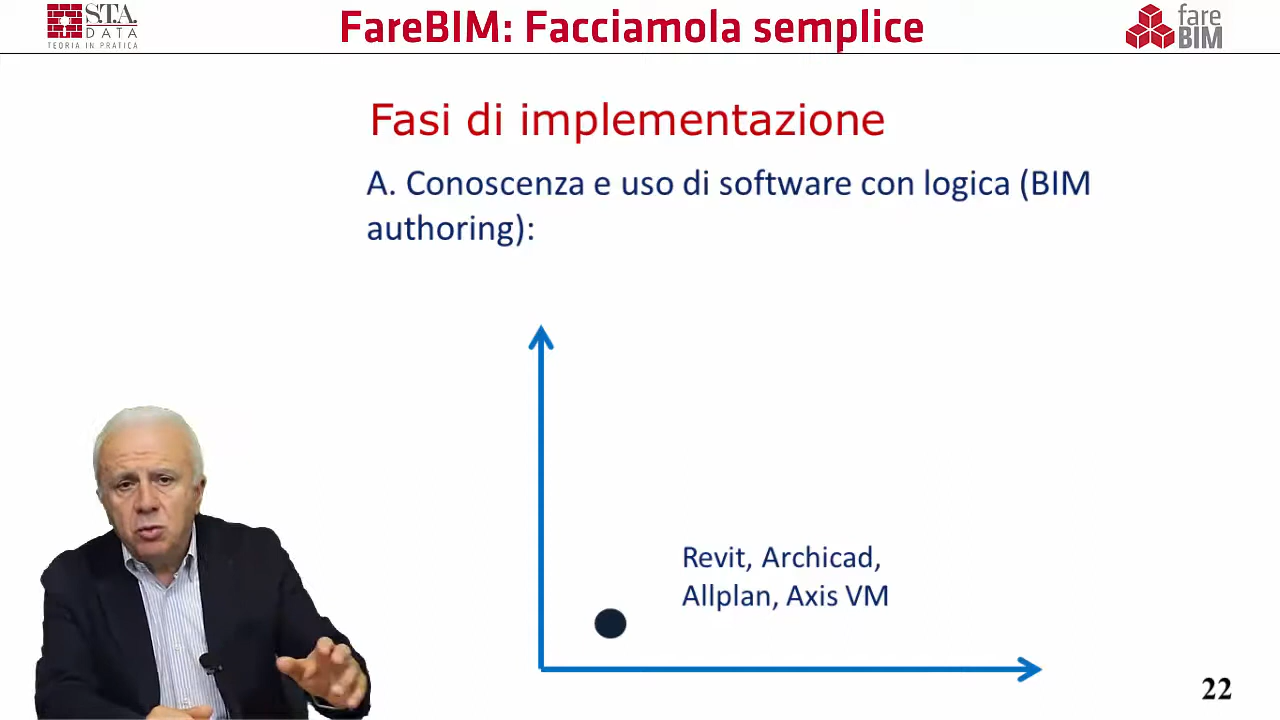 S.T.A.
DATA
TEORIA IN PRATICA
FareBIM: Facciamola semplice
fare
BIM
Fasi di implementazione
A. Conoscenza e uso di software con logica (BIM
authoring):
Revit, Archicad,
Allplan, Axis VM
22